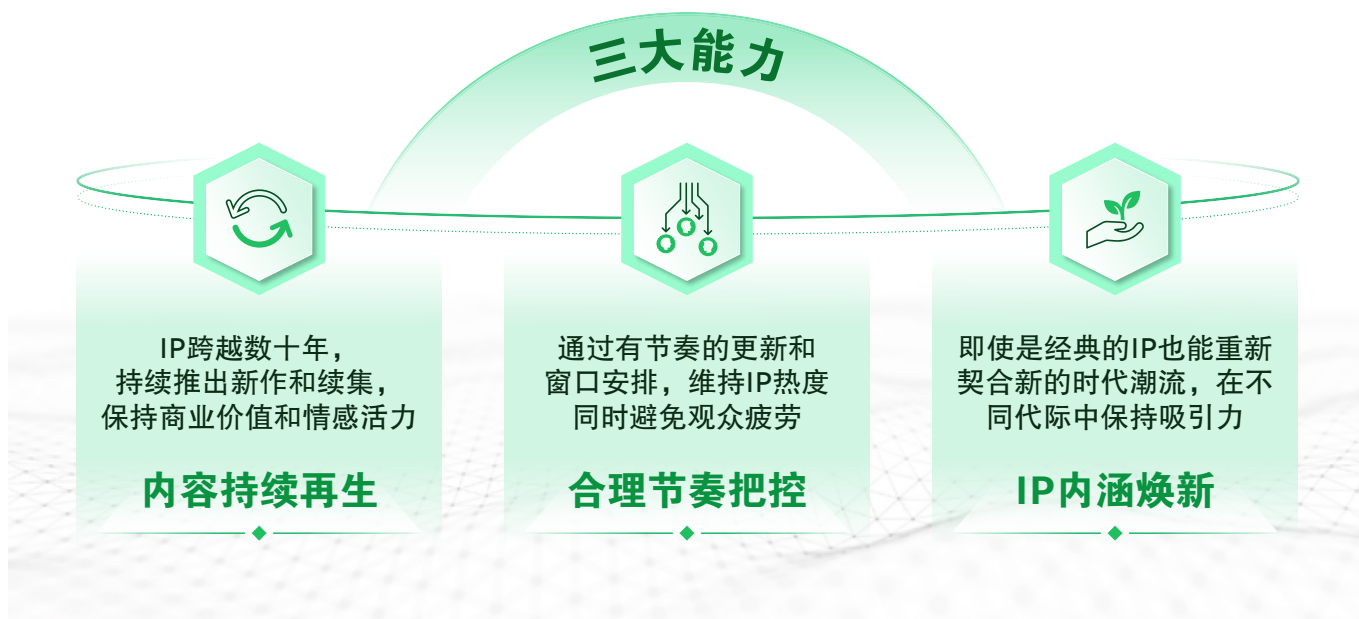 三大能力
IP跨越数十年，
持续推出新作和续集，
保持商业价值和情感活力
内容持续再生
通过有节奏的更新和
窗口安排，维持IP热度
同时避免观众疲劳
合理节奏把控
即使是经典的IP也能重新
契合新的时代潮流，在不
同代际中保持吸引力
IP内涵焕新